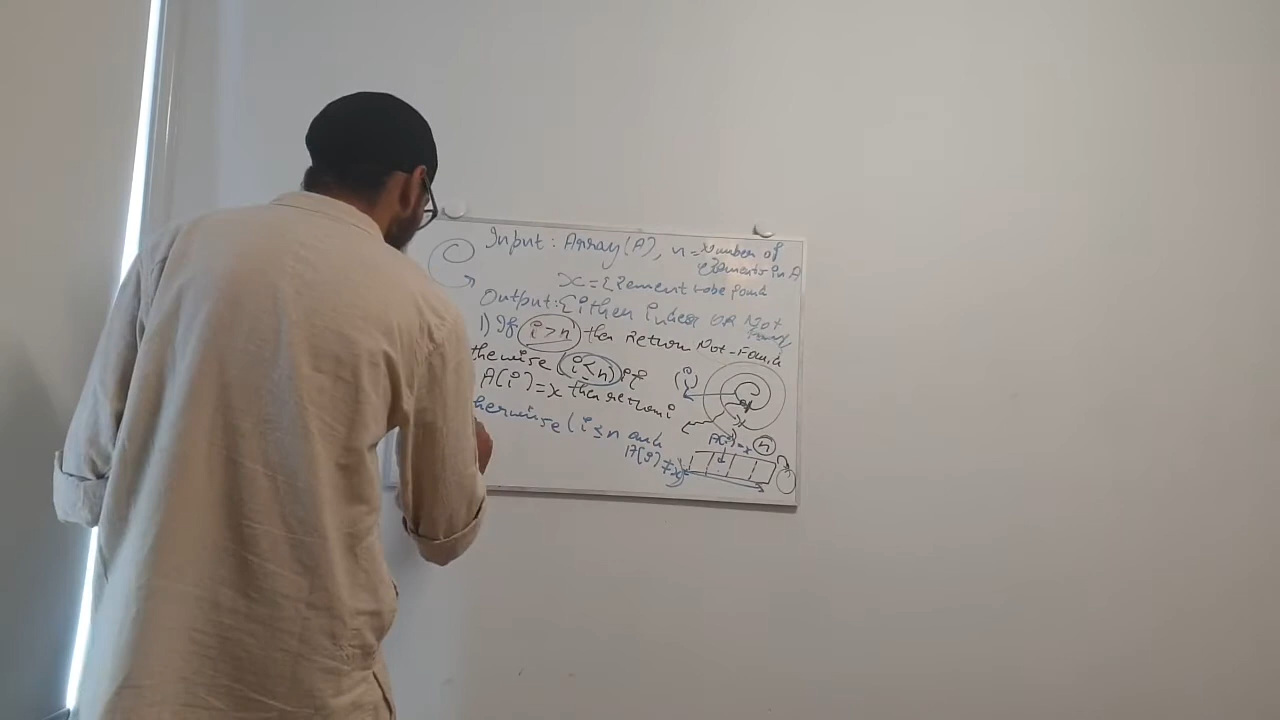 Input: Array(A), n=Number of
elements in A
x=Element to be found
Output: Either index OR Not
found
1) If i>n then return Not-Found
therwise (i≤n) if
A(i)=x then return i
herwise (i≤n and
A(i)≠x)
(i)
A(i)=x
n